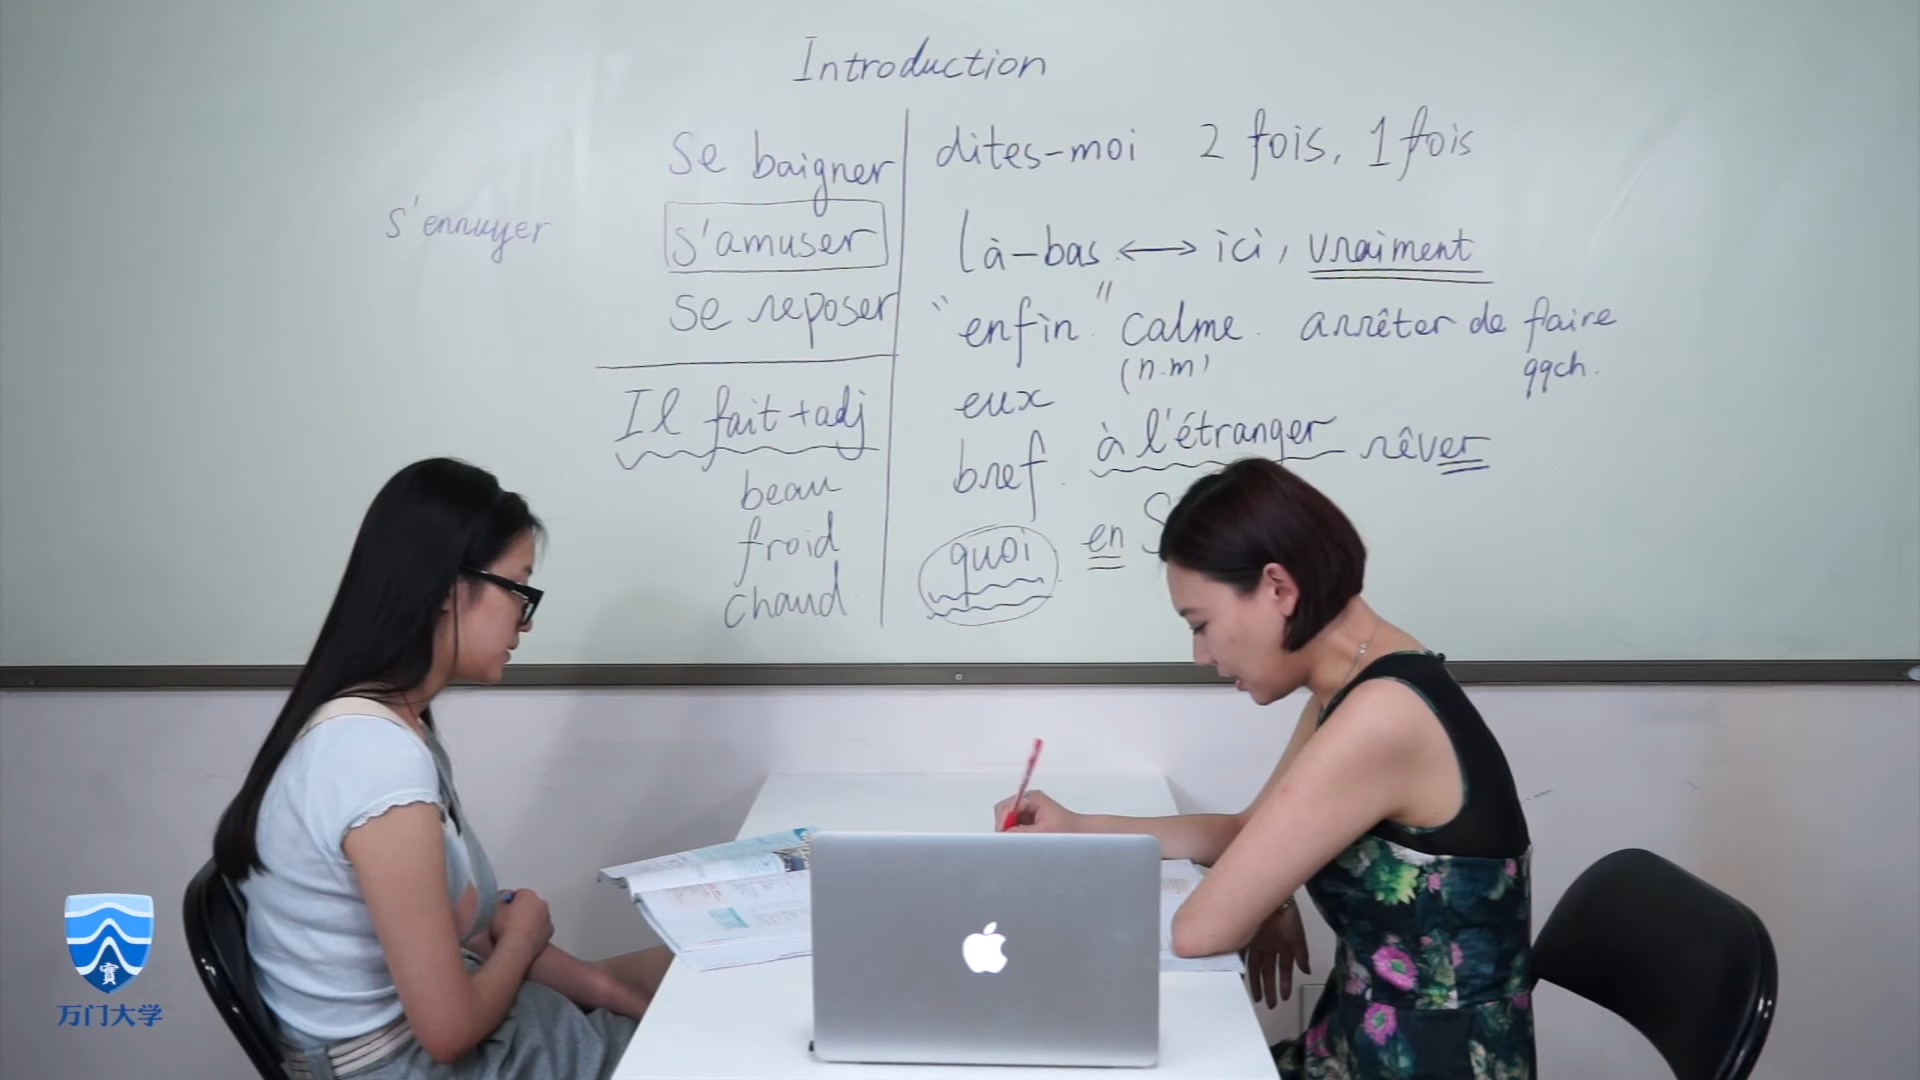 Introduction
s'ennuyer
se baigner
s'amuser
se reposer
Il fait + adj
beau
froid
chaud
dites-moi 2 fois, 1 fois
là-bas ↔ ici, vraiment
"enfin" calme. arrêter de faire
(n.m) qqch.
eux
bref. à l'étranger rêver
quoi en S
實
万门大学